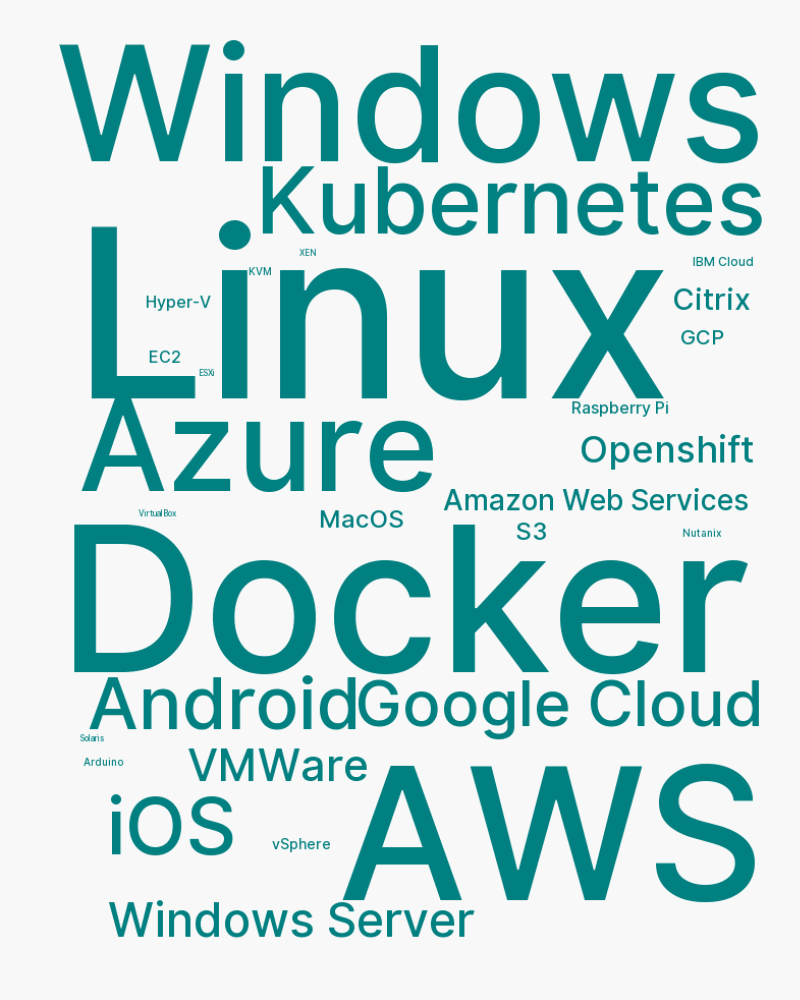 Windows
Kubernetes
XEN
IBM Cloud
KVM
Linux
Hyper-V
Citrix
GCP
EC2
ESXi
Raspberry Pi
Azure
Openshift
Amazon Web Services
VirtualBox
MacOS
S3
Nutanix
Docker
Android
Google Cloud
Solaris
Arduino
VMWare
iOS
AWS
vSphere
Windows Server